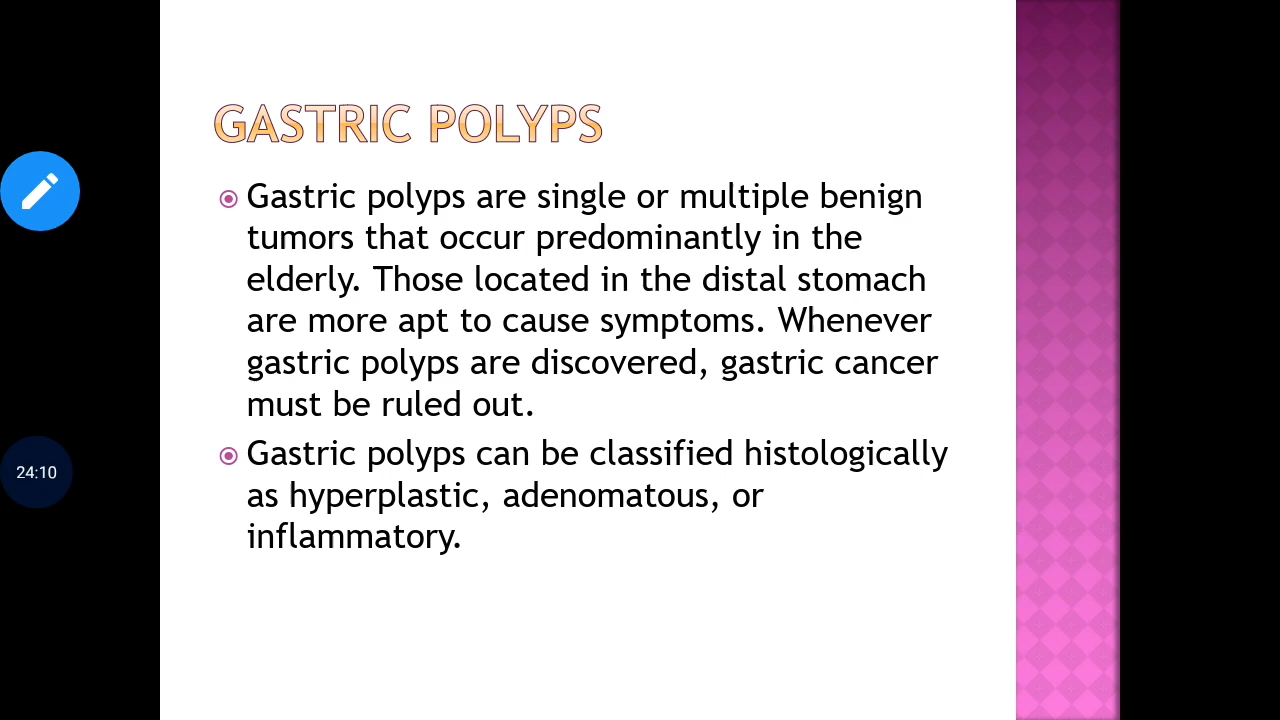 GASTRIC POLYPS
Gastric polyps are single or multiple benign
tumors that occur predominantly in the
elderly. Those located in the distal stomach
are more apt to cause symptoms. Whenever
gastric polyps are discovered, gastric cancer
must be ruled out.
Gastric polyps can be classified histologically
as hyperplastic, adenomatous, or
inflammatory.
24:10